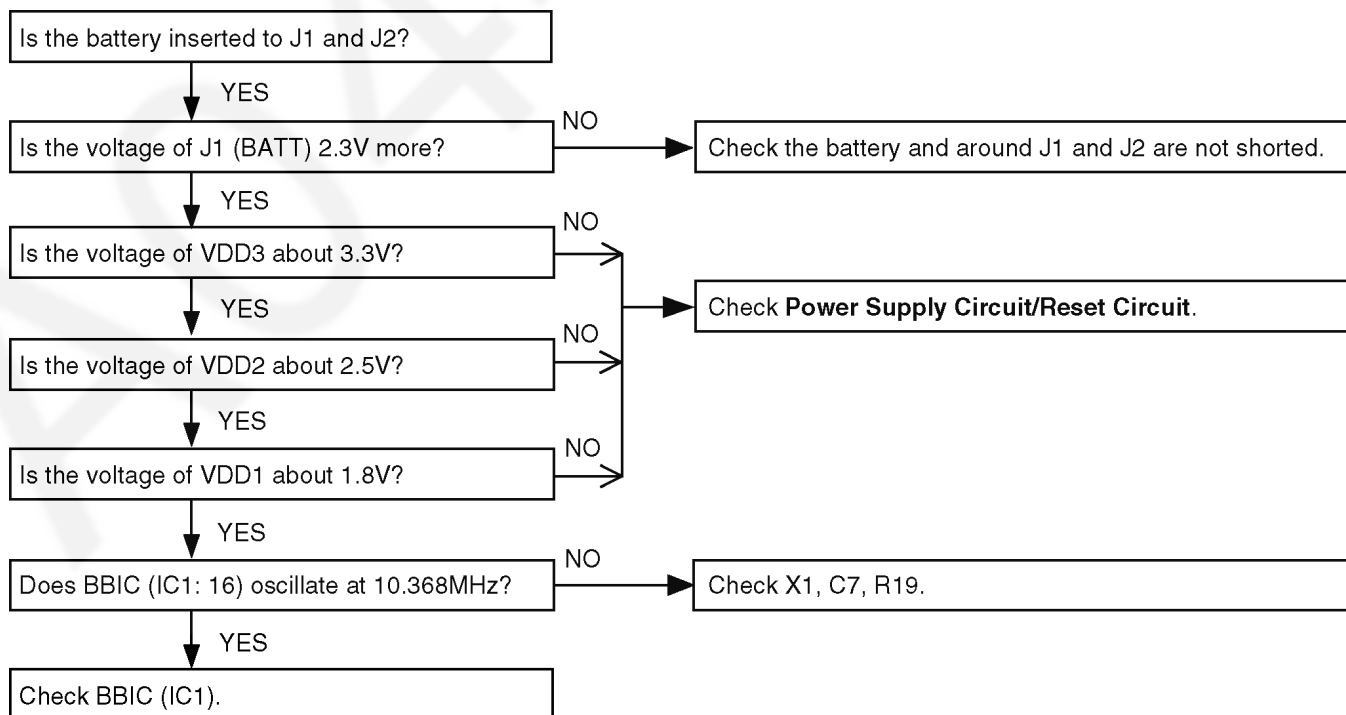 Is the battery inserted to J1 and J2?
YES
Is the voltage of J1 (BATT) 2.3V more?
NO
Check the battery and around J1 and J2 are not shorted.
YES
Is the voltage of VDD3 about 3.3V?
NO
YES
Check Power Supply Circuit/Reset Circuit.
Is the voltage of VDD2 about 2.5V?
NO
YES
Is the voltage of VDD1 about 1.8V?
NO
YES
Does BBIC (IC1: 16) oscillate at 10.368MHz?
NO
Check X1, C7, R19.
YES
Check BBIC (IC1).